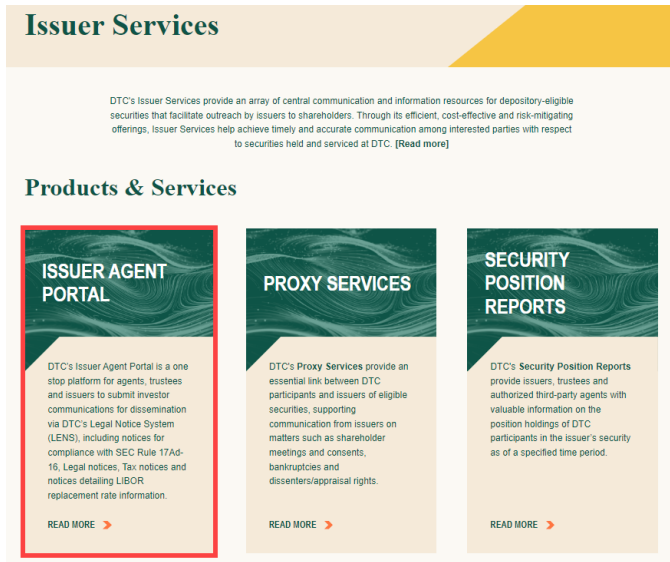 Issuer Services
DTC's Issuer Services provide an array of central communication and information resources for depository-eligible
securities that facilitate outreach by issuers to shareholders. Through its efficient, cost-effective and risk-mitigating
offerings, Issuer Services help achieve timely and accurate communication among interested parties with respect
to securities held and serviced at DTC. [Read more]
Products & Services
ISSUER AGENT
PORTAL
DTC's Issuer Agent Portal is a one
stop platform for agents, trustees
and issuers to submit investor
communications for dissemination
via DTC's Legal Notice System
(LENS), including notices for
compliance with SEC Rule 17Ad-
16, Legal notices, Tax notices and
notices detailing LIBOR
replacement rate information.
READ MORE
PROXY SERVICES
DTC's Proxy Services provide an
essential link between DTC
participants and issuers of eligible
securities, supporting
communication from issuers on
matters such as shareholder
meetings and consents,
bankruptcies and
dissenters/appraisal rights.
READ MORE
SECURITY
POSITION
REPORTS
DTC's Security Position Reports
provide issuers, trustees and
authorized third-party agents with
valuable information on the
position holdings of DTC
participants in the issuer's security
as of a specified time period.
READ MORE